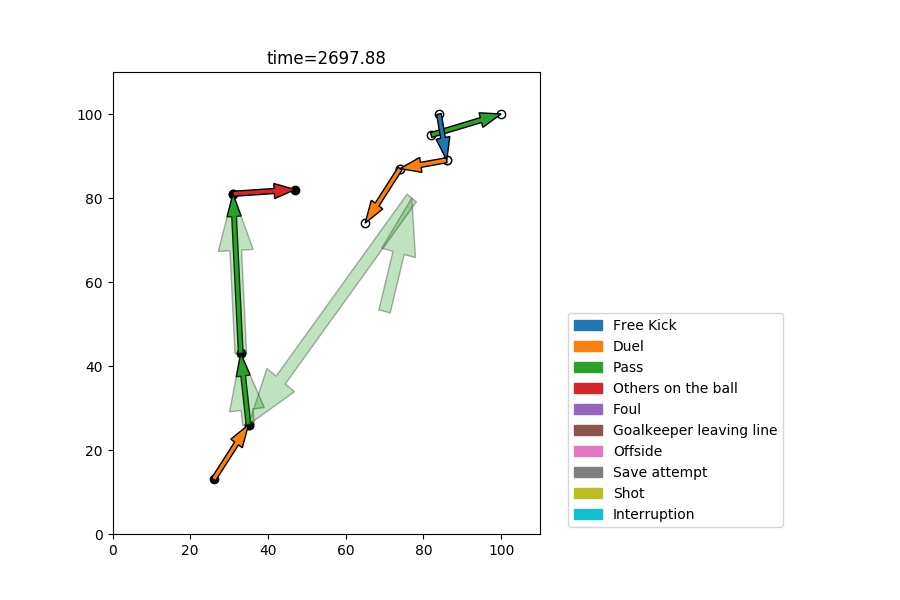 time=2697.88
100
80
60
40
20
0
0
20
40
60
80
100
Free Kick
Duel
Pass
Others on the ball
Foul
Goalkeeper leaving line
Offside
Save attempt
Shot
Interruption